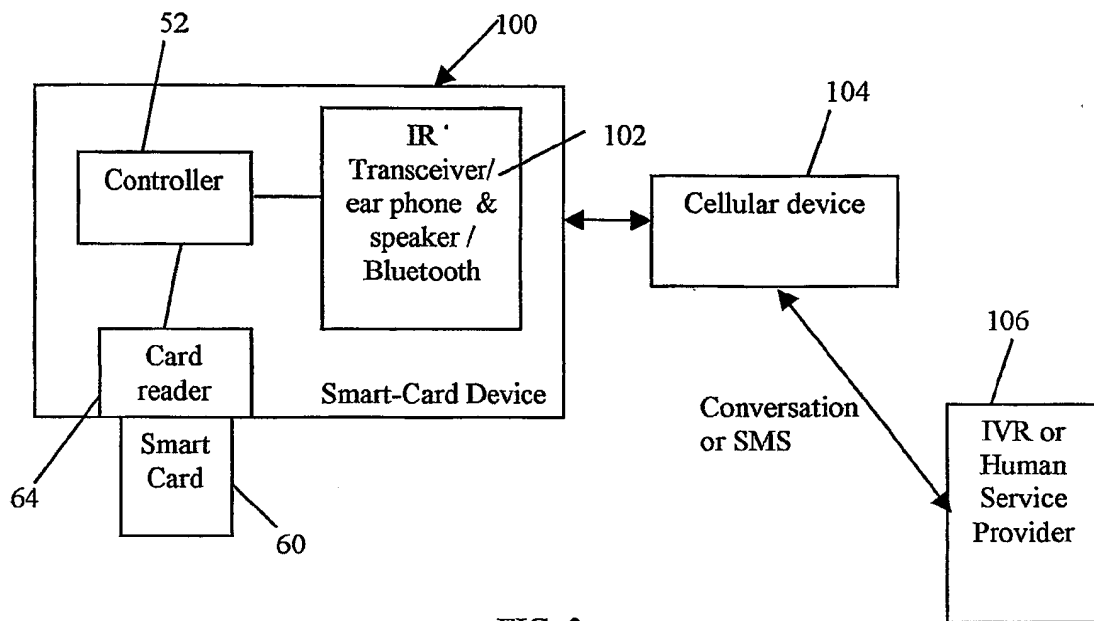 52
100
IR
Transceiver/
ear phone &
speaker /
Bluetooth
102
Controller
104
Cellular device
Card
reader
Smart-Card Device
106
Conversation
or SMS
IVR or
Human
Service
Provider
Smart
Card
64
60